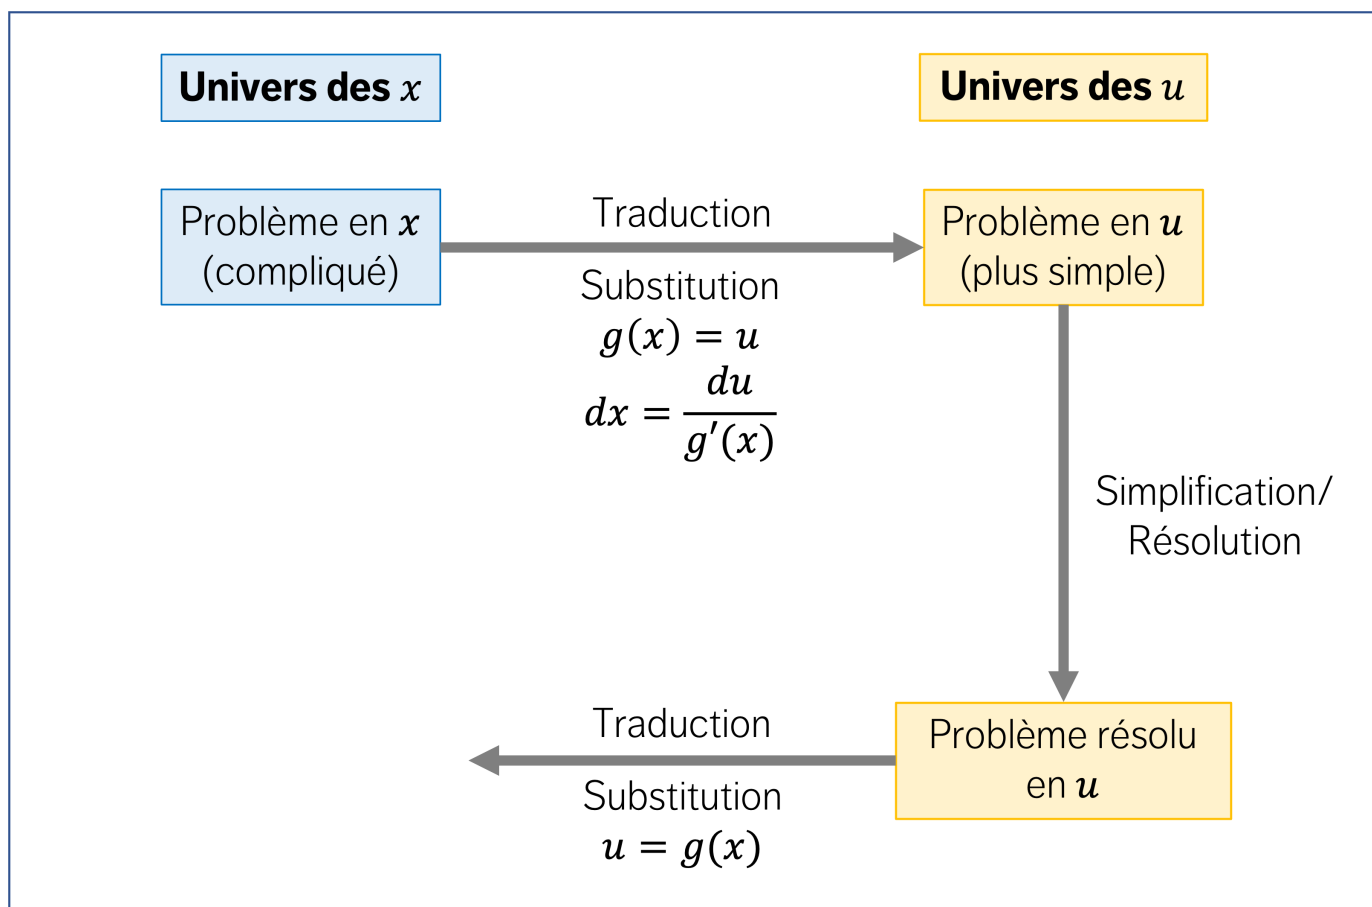 Univers des x
Univers des u
Problème en x
(compliqué)
Traduction
Substitution
g(x) = u
dx = du/g′(x)
Problème en u
(plus simple)
Simplification/
Résolution
Problème résolu
en u
Traduction
Substitution
u = g(x)